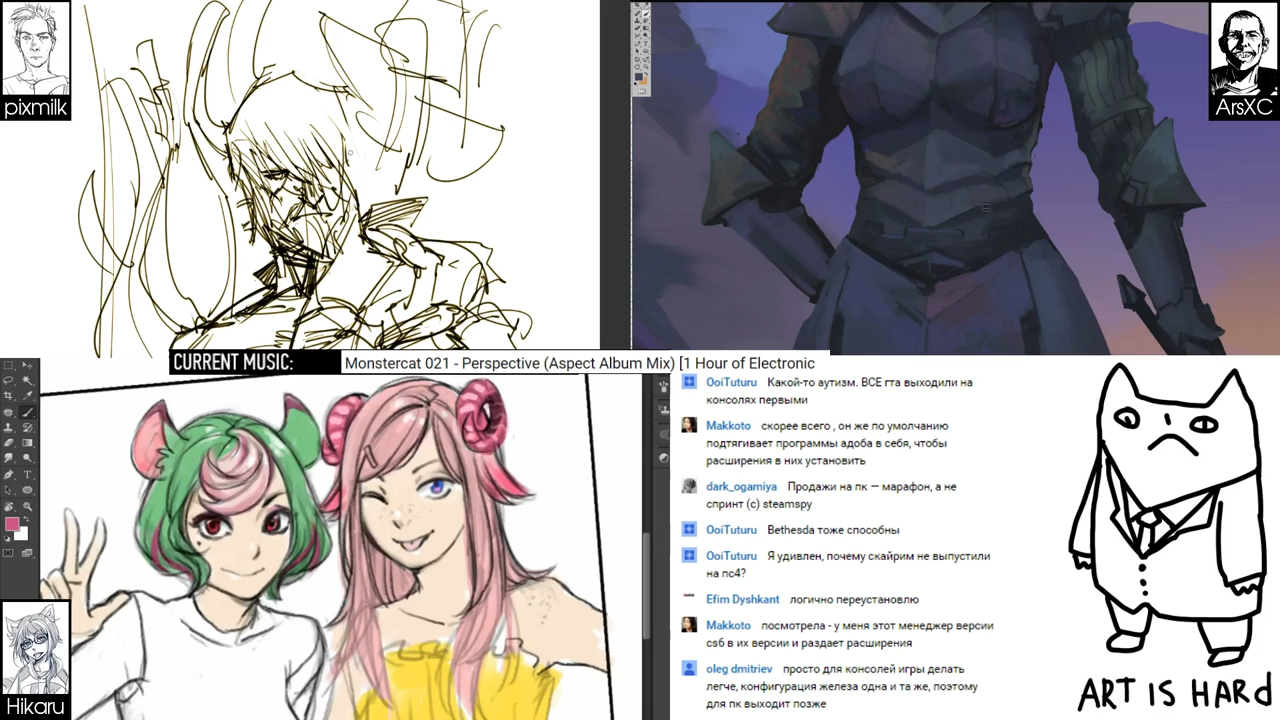 pixmilk
ArsXC
CURRENT MUSIC:
Monstercat 021 - Perspective (Aspect Album Mix) [1 Hour of Electronic
OoiTuturu Какой-то аутизм. ВСЕ гта выходили на
консолях первыми
Makkoto скорее всего , он же по умолчанию
подтягивает программы адоба в себя, чтобы
расширения в них установить
dark_ogamiya Продажи на пк — марафон, а не
спринт (с) steamspy
OoiTuturu Bethesda тоже способны
OoiTuturu Я удивлен, почему скайрим не выпустили
на пс4?
Efim Dyshkant логично переустановлю
Makkoto посмотрела - у меня этот менеджер версии
cs6 в их версии и раздает расширения
oleg dmitriev просто для консолей игры делать
легче, конфигурация железа одна и та же, поэтому
для пк выходит позже
Hikaru
ART IS HARd